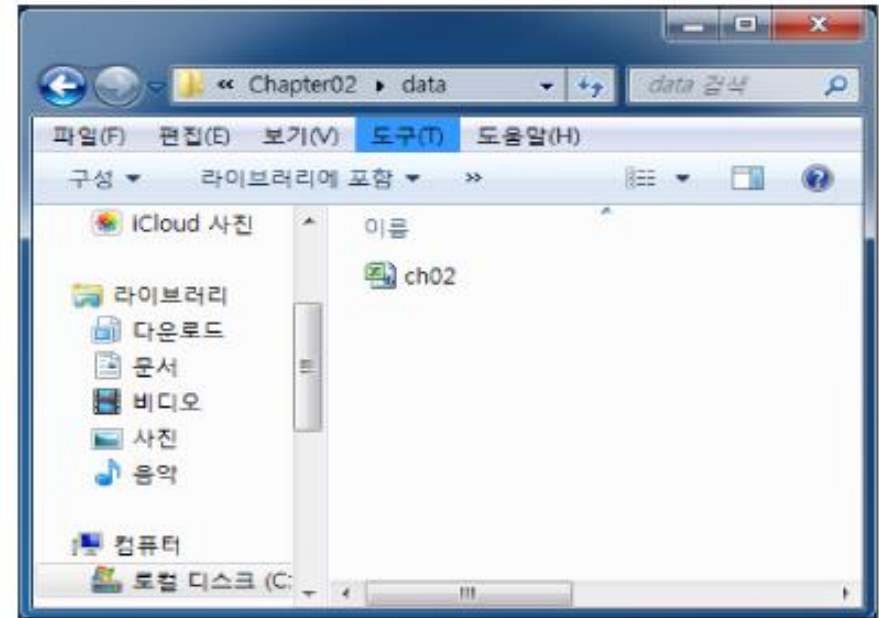 « Chapter02 ▸ data data 검색
파일(F) 편집(E) 보기(V) 도구(T) 도움말(H)
구성 라이브러리에 포함 »
iCloud 사진
이름
ch02
라이브러리
다운로드
문서
비디오
사진
음악
컴퓨터
로컬 디스크 (C: